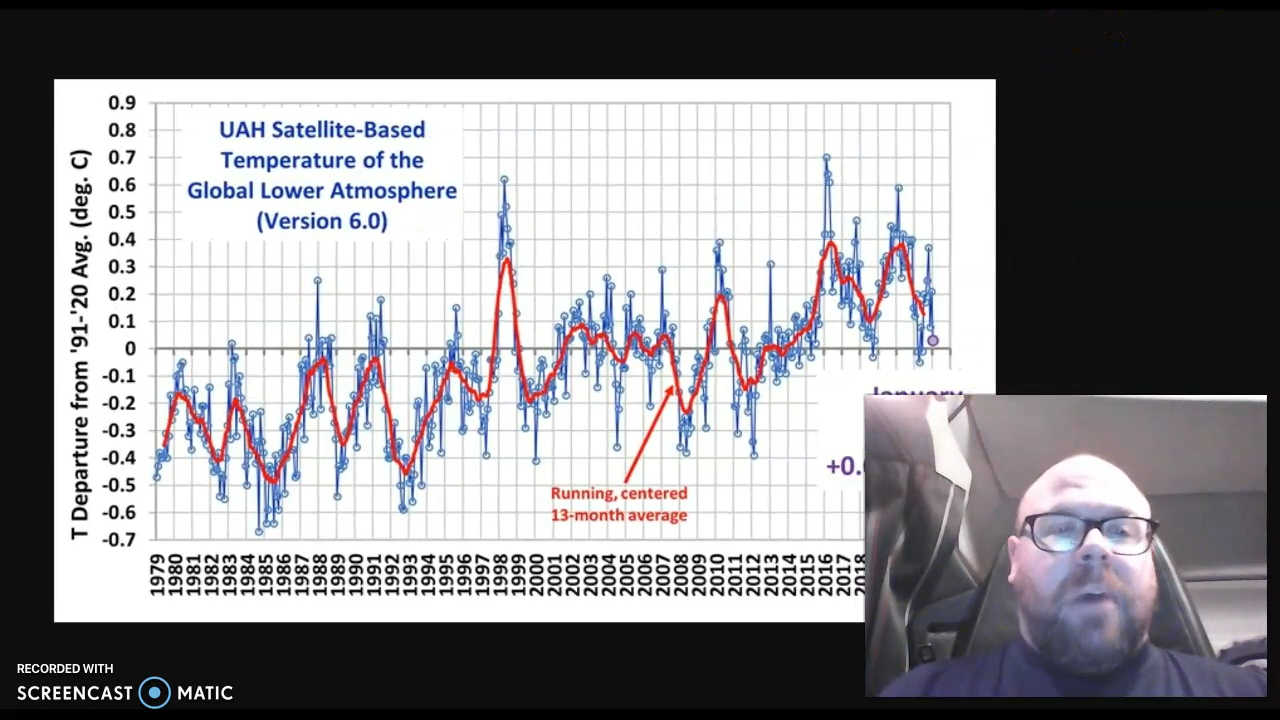 0.9
0.8
0.7
0.6
0.5
0.4
0.3
0.2
0.1
0
-0.1
-0.2
-0.3
-0.4
-0.5
-0.6
-0.7
T Departure from '91-'20 Avg. (deg. C)
UAH Satellite-Based
Temperature of the
Global Lower Atmosphere
(Version 6.0)
January
+0.
Running, centered
13-month average
1979 1980 1981 1982 1983 1984 1985 1986 1987 1988 1989 1990 1991 1992 1993 1994 1995 1996 1997 1998 1999 2000 2001 2002 2003 2004 2005 2006 2007 2008 2009 2010 2011 2012 2013 2014 2015 2016 2017 2018
RECORDED WITH
SCREENCAST MATIC